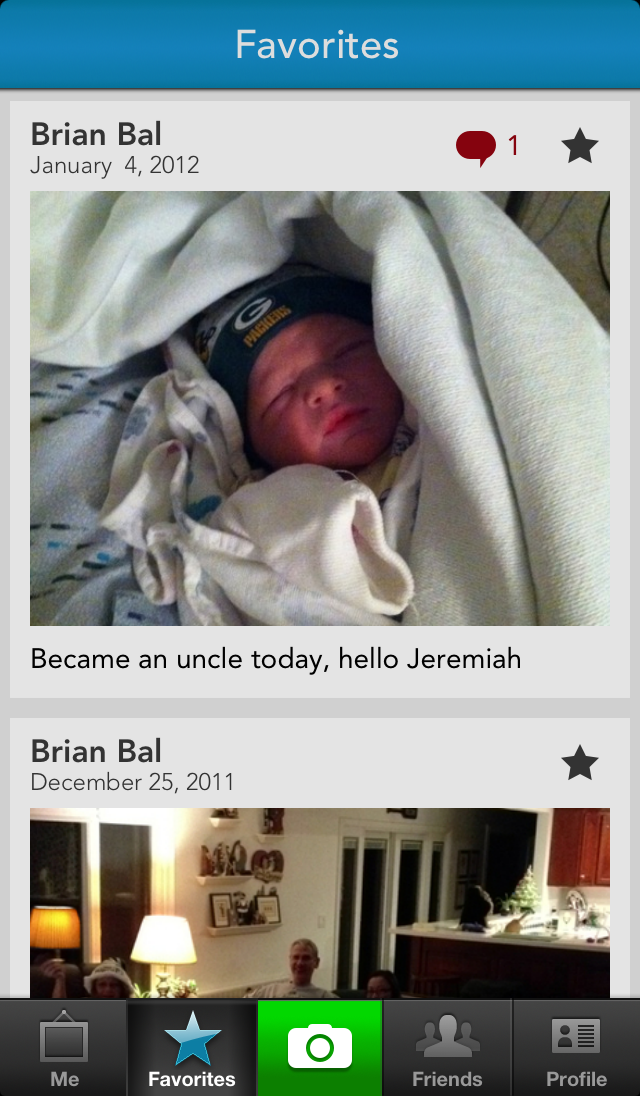 Favorites
Brian Bal
January 4, 2012
1
G
PACKERS
Became an uncle today, hello Jeremiah
Brian Bal
December 25, 2011
Me
Favorites
Friends
Profile